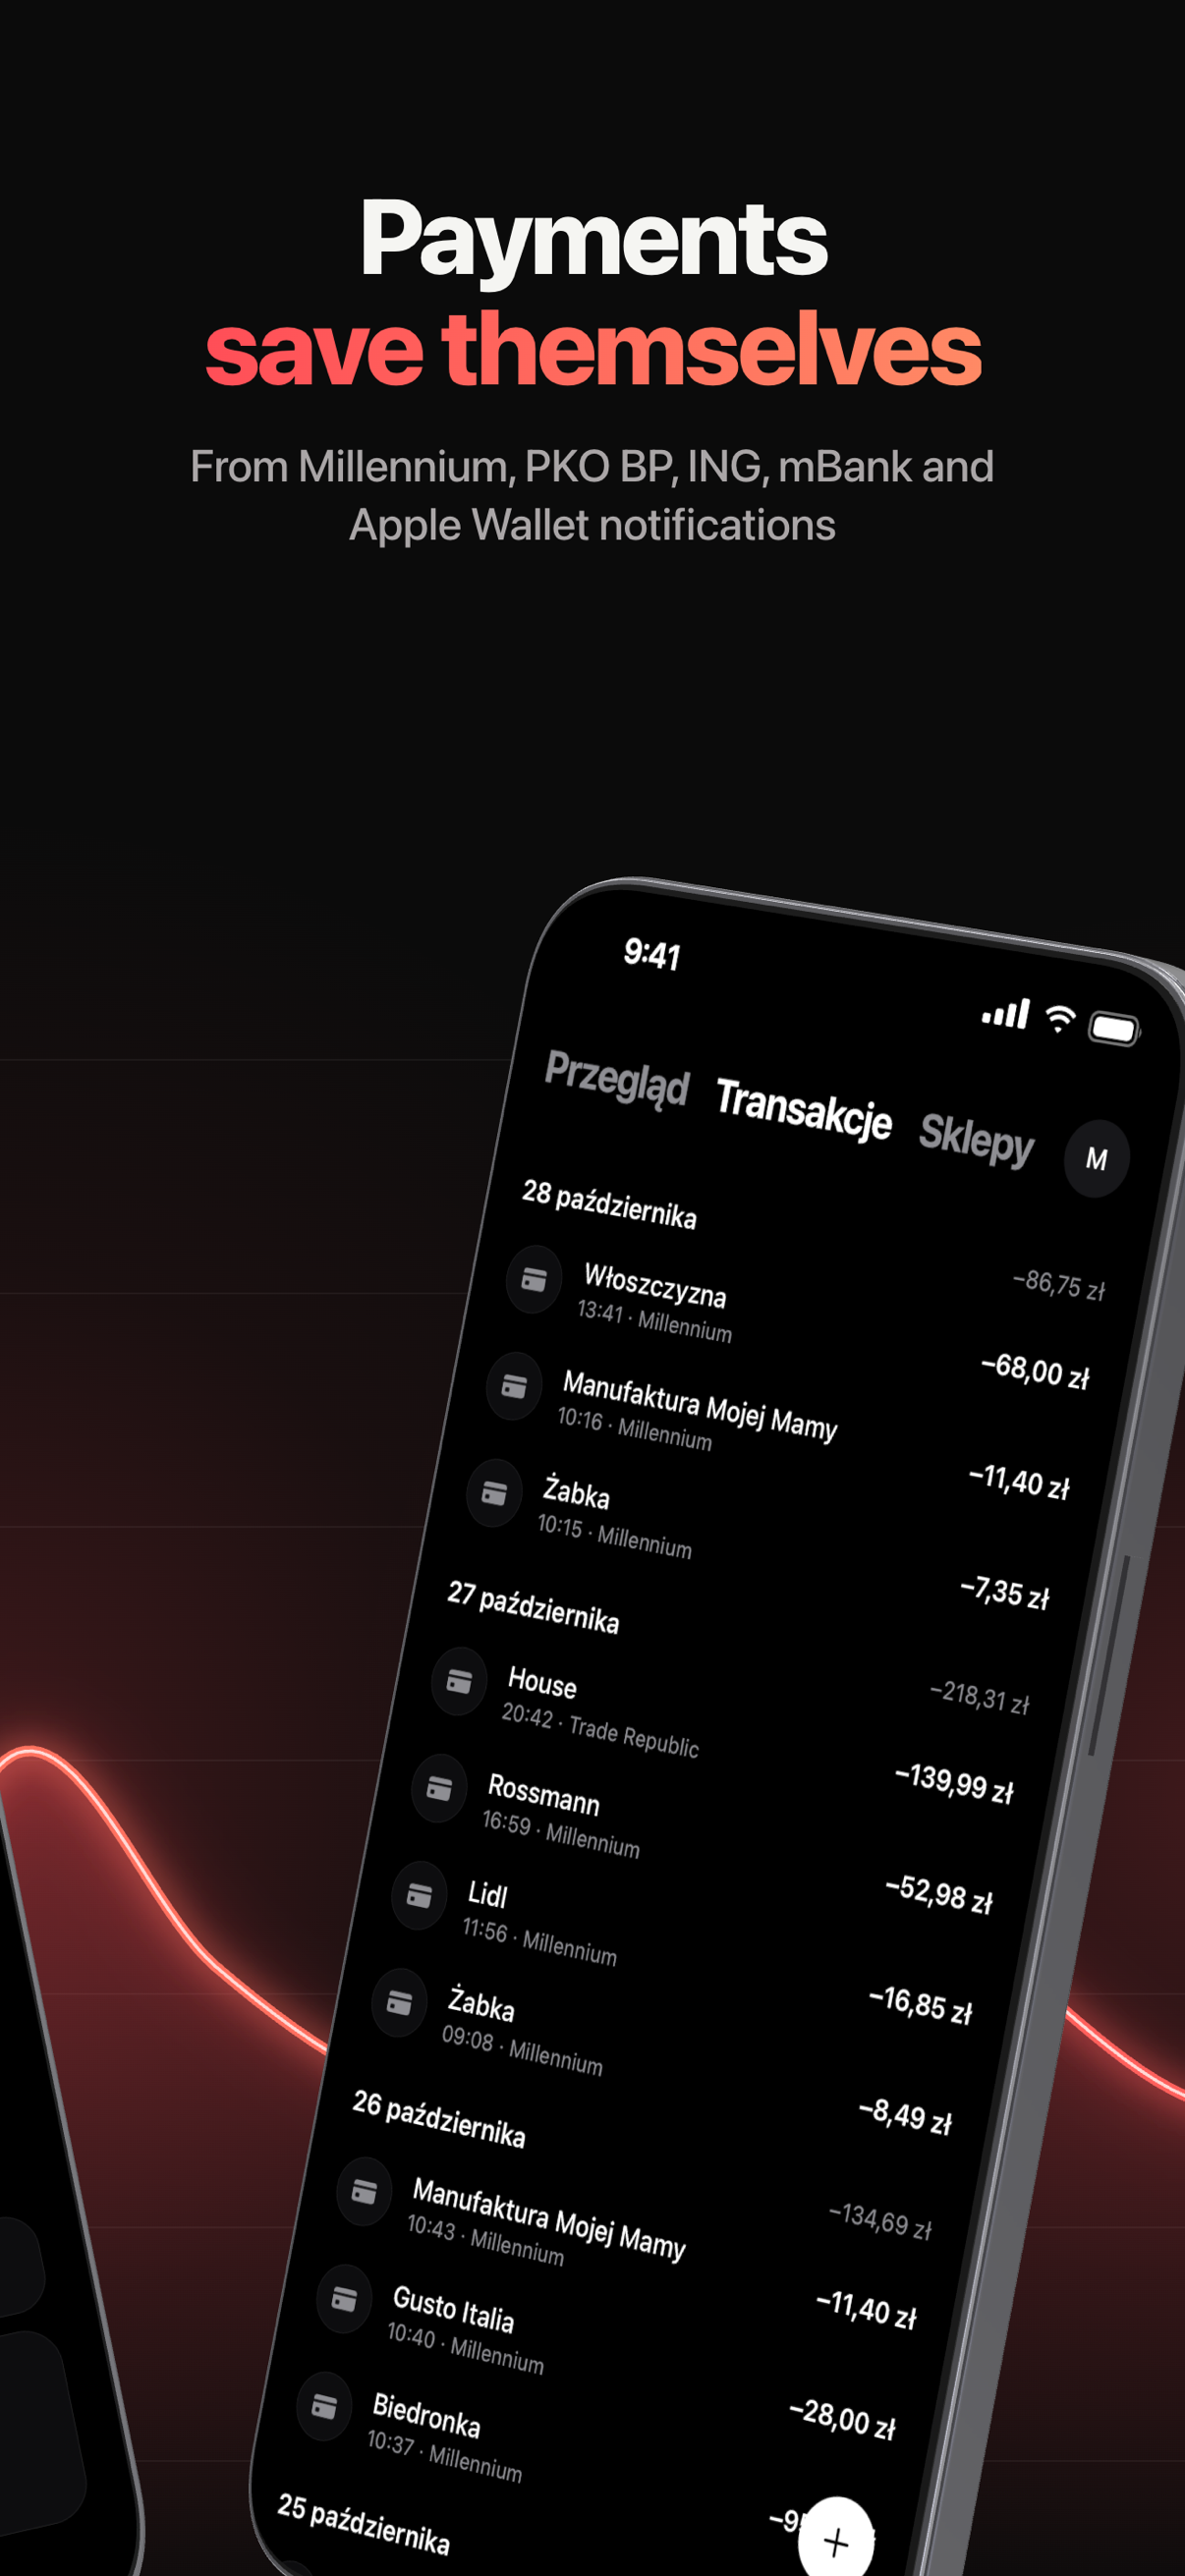 Payments
save themselves
From Millennium, PKO BP, ING, mBank and
Apple Wallet notifications
9:41
Przegląd Transakcje Sklepy M
28 października −86,75 zł
Włoszczyzna −68,00 zł
13:41 · Millennium
Manufaktura Mojej Mamy −11,40 zł
10:16 · Millennium
Żabka −7,35 zł
10:15 · Millennium
27 października −218,31 zł
House −139,99 zł
20:42 · Trade Republic
Rossmann −52,98 zł
16:59 · Millennium
Lidl −16,85 zł
11:56 · Millennium
Żabka −8,49 zł
09:08 · Millennium
26 października −134,69 zł
Manufaktura Mojej Mamy −11,40 zł
10:43 · Millennium
Gusto Italia −28,00 zł
10:40 · Millennium
Biedronka
10:37 · Millennium
25 października